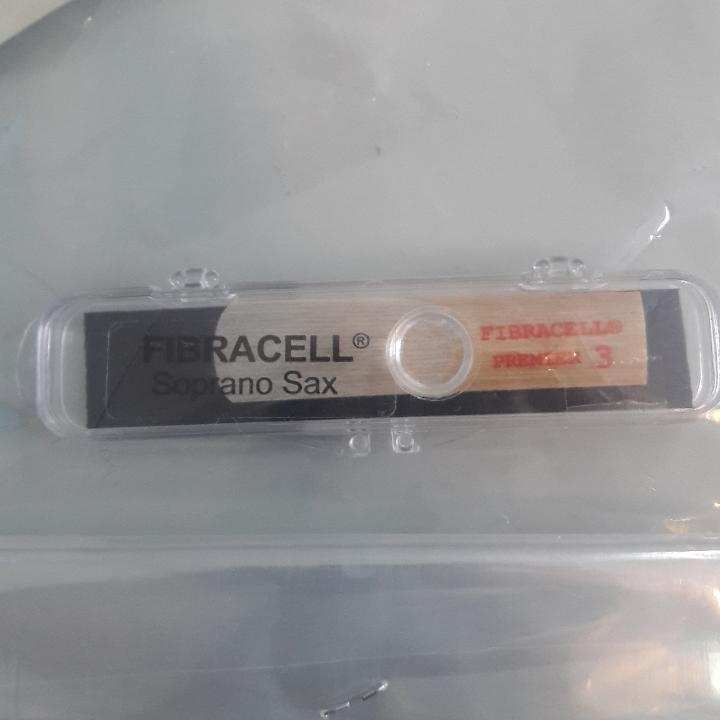 FIBRACELL®
Soprano Sax
FIBRACELL®
PREMIER 3